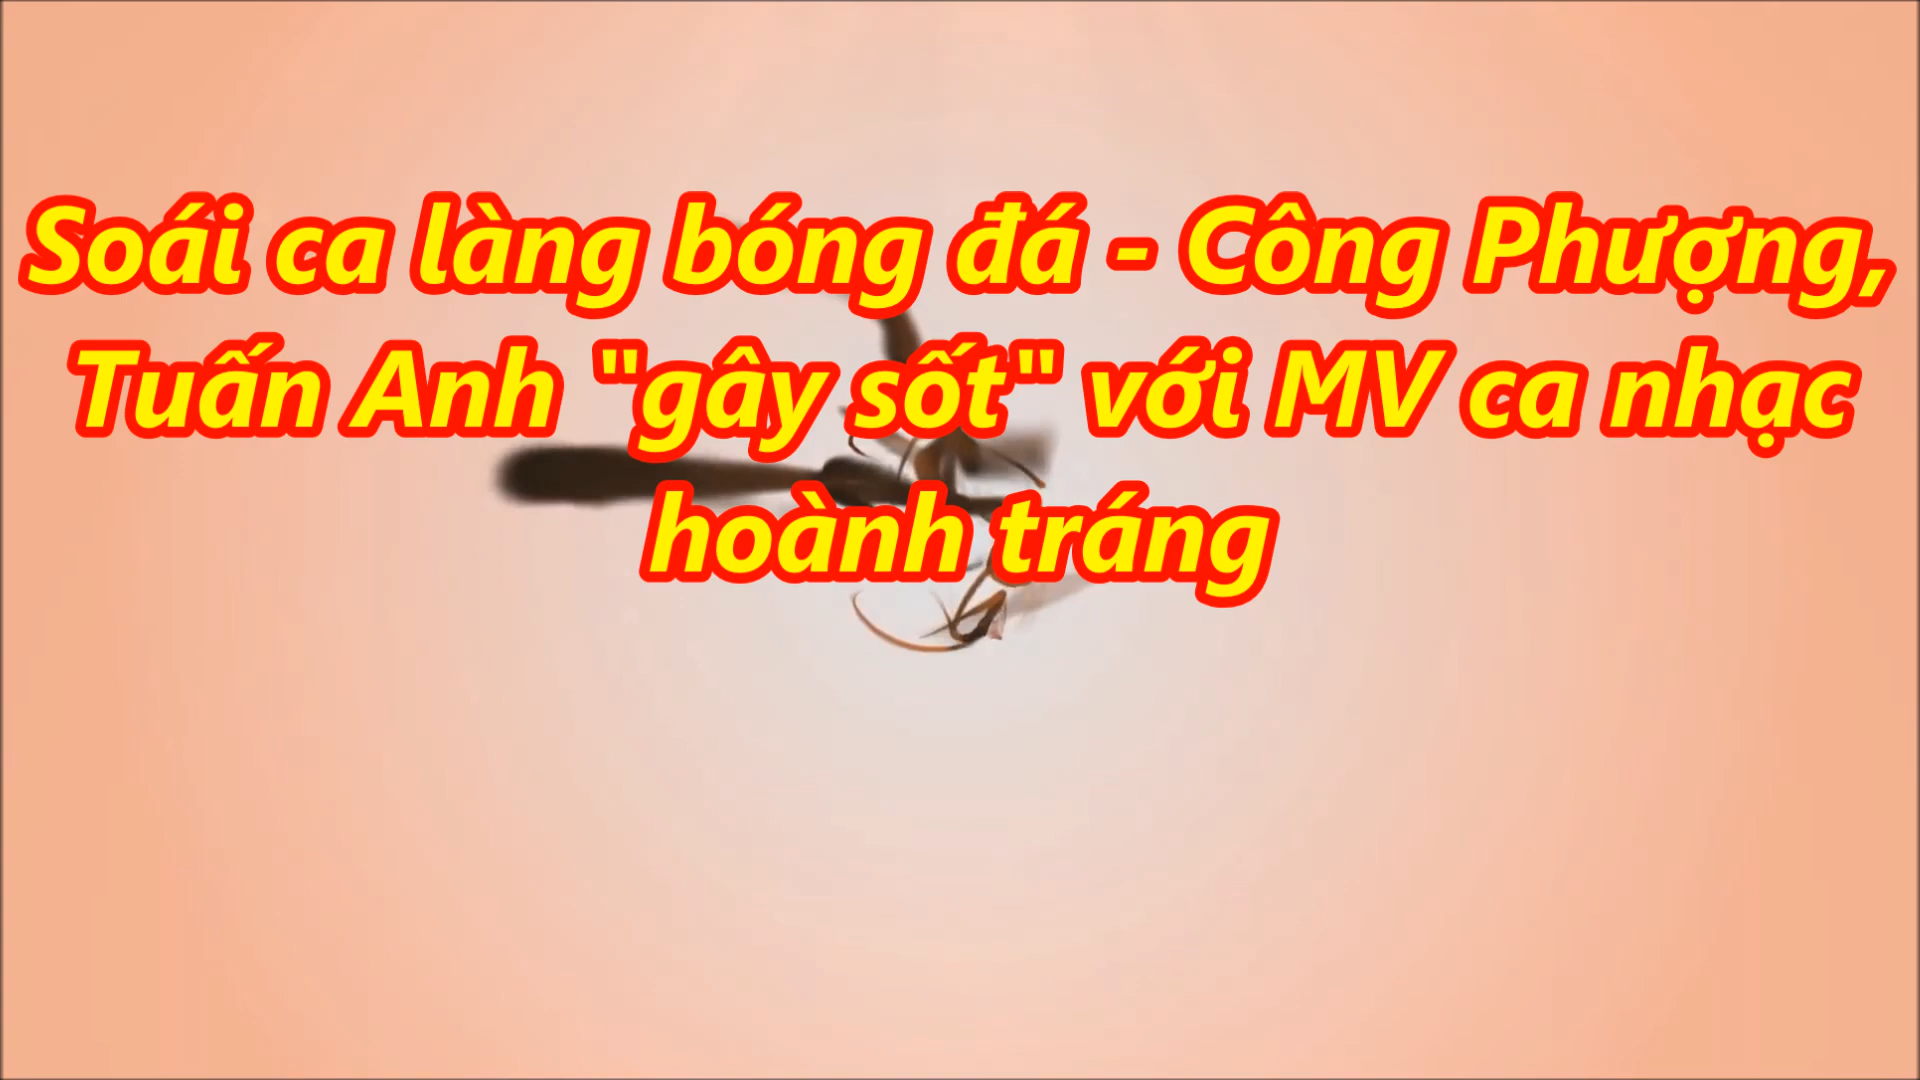 Soái ca làng bóng đá - Công Phượng,
Tuấn Anh "gây sốt" với MV ca nhạc
hoành tráng